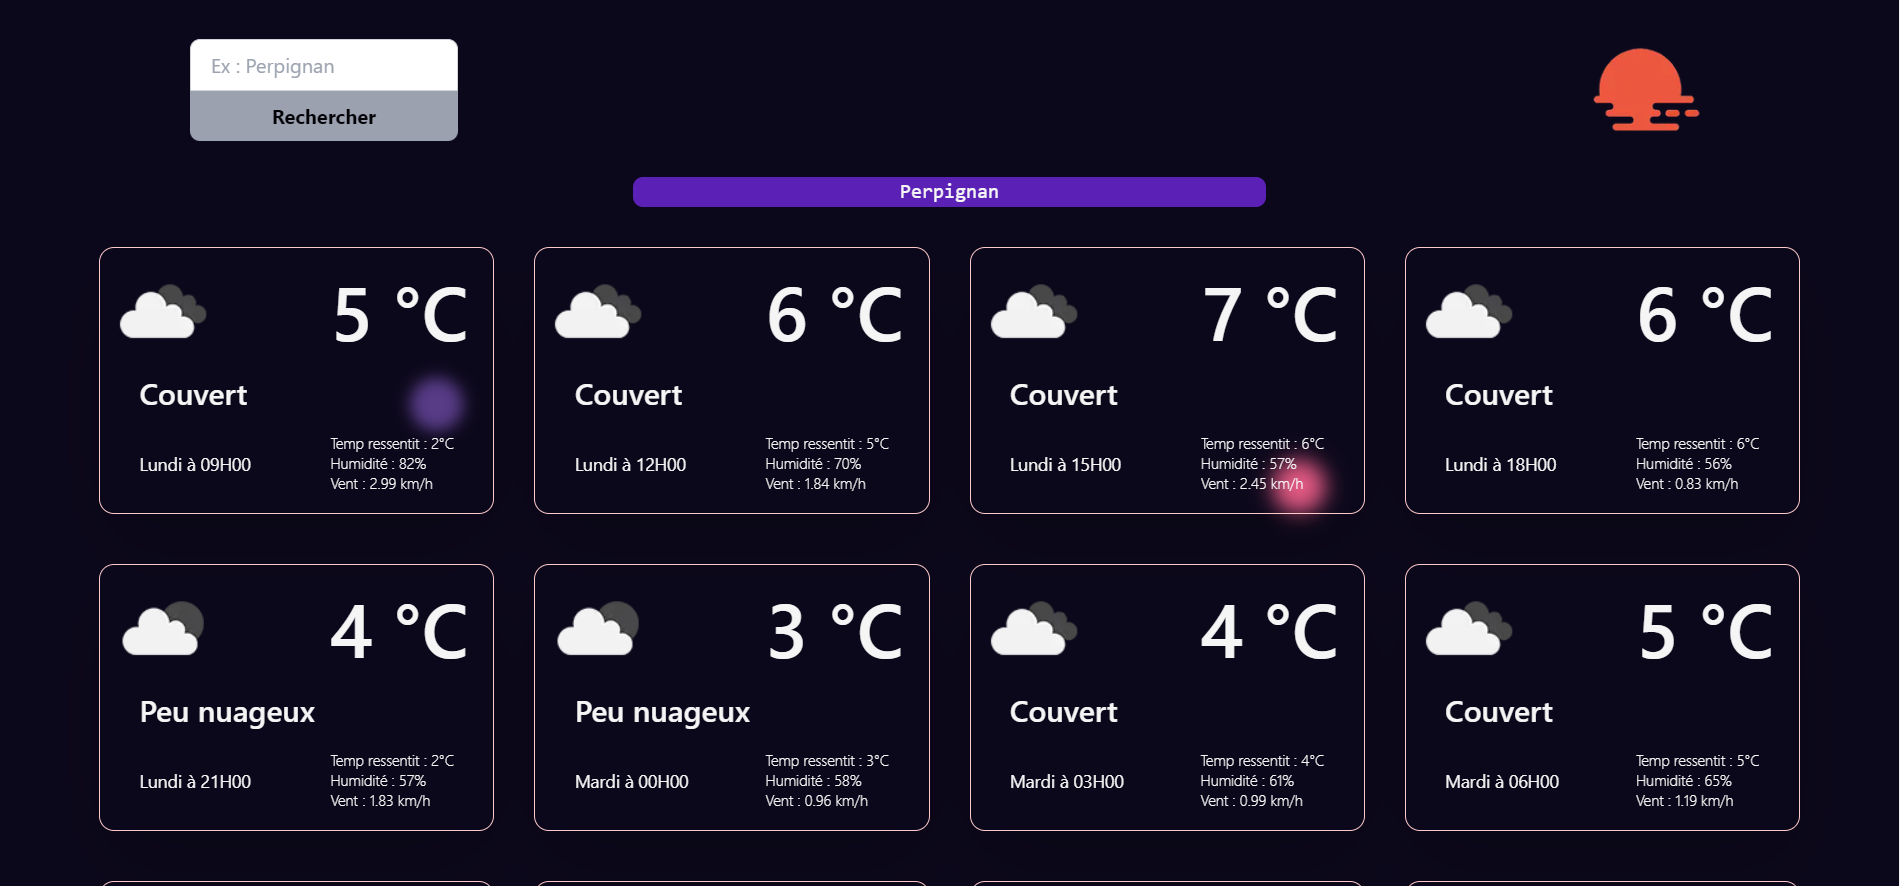 Ex : Perpignan
Rechercher
Perpignan
5 °C
Couvert
Lundi à 09H00
Temp ressentit : 2°C
Humidité : 82%
Vent : 2.99 km/h
6 °C
Couvert
Lundi à 12H00
Temp ressentit : 5°C
Humidité : 70%
Vent : 1.84 km/h
7 °C
Couvert
Lundi à 15H00
Temp ressentit : 6°C
Humidité : 57%
Vent : 2.45 km/h
6 °C
Couvert
Lundi à 18H00
Temp ressentit : 6°C
Humidité : 56%
Vent : 0.83 km/h
4 °C
Peu nuageux
Lundi à 21H00
Temp ressentit : 2°C
Humidité : 57%
Vent : 1.83 km/h
3 °C
Peu nuageux
Mardi à 00H00
Temp ressentit : 3°C
Humidité : 58%
Vent : 0.96 km/h
4 °C
Couvert
Mardi à 03H00
Temp ressentit : 4°C
Humidité : 61%
Vent : 0.99 km/h
5 °C
Couvert
Mardi à 06H00
Temp ressentit : 5°C
Humidité : 65%
Vent : 1.19 km/h